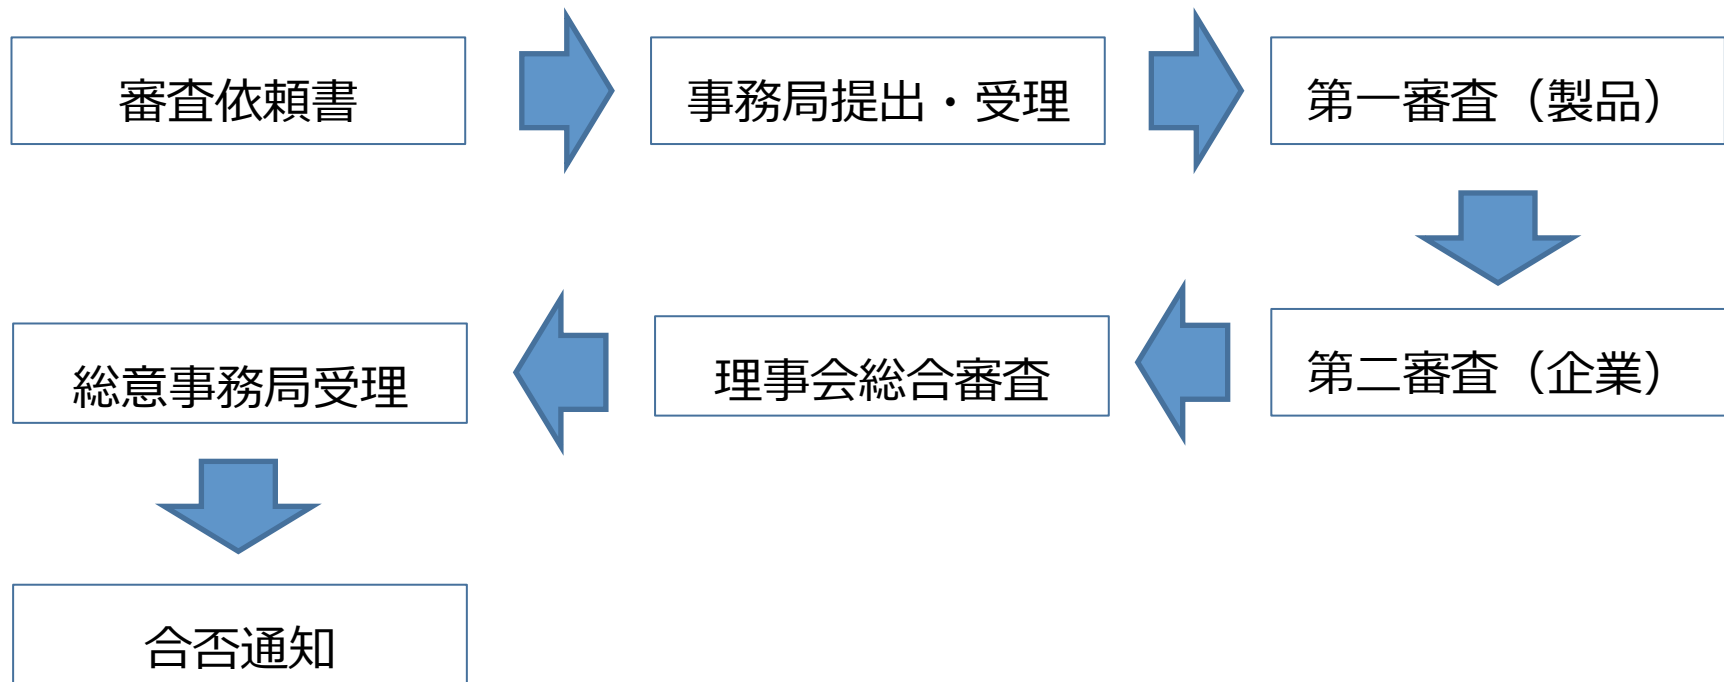 審査依頼書
事務局提出・受理
第一審査（製品）
第二審査（企業）
理事会総合審査
総意事務局受理
合否通知